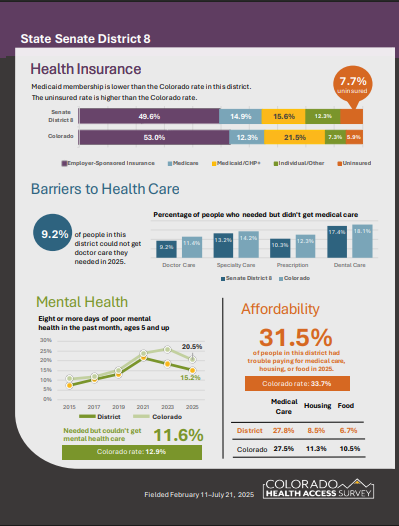 State Senate District 8
Health Insurance
Medicaid membership is lower than the Colorado rate in this district.
The uninsured rate is higher than the Colorado rate.
7.7%
uninsured
Senate
District 8
49.6%
14.9%
15.6%
12.3%
Colorado
53.0%
12.3%
21.5%
7.3%
5.9%
Employer-Sponsored Insurance
Medicare
Medicaid/CHP+
Individual/Other
Uninsured
Barriers to Health Care
9.2%
of people in this
district could not get
doctor care they
needed in 2025.
Percentage of people who needed but didn't get medical care
9.2%
11.4%
13.2%
14.2%
10.3%
12.3%
17.4%
18.1%
Doctor Care
Specialty Care
Prescription
Dental Care
Senate District 8
Colorado
Mental Health
Eight or more days of poor mental
health in the past month, ages 5 and up
30%
25%
20%
15%
10%
5%
0%
20.5%
15.2%
2015
2017
2019
2021
2023
2025
District
Colorado
Needed but couldn't get
mental health care
11.6%
Colorado rate: 12.9%
Affordability
31.5%
of people in this district had
trouble paying for medical care,
housing, or food in 2025.
Colorado rate: 33.7%
Medical
Care
Housing
Food
District 27.8% 8.5% 6.7%
Colorado 27.5% 11.3% 10.5%
Fielded February 11–July 21, 2025
COLORADO
HEALTH ACCESS SURVEY